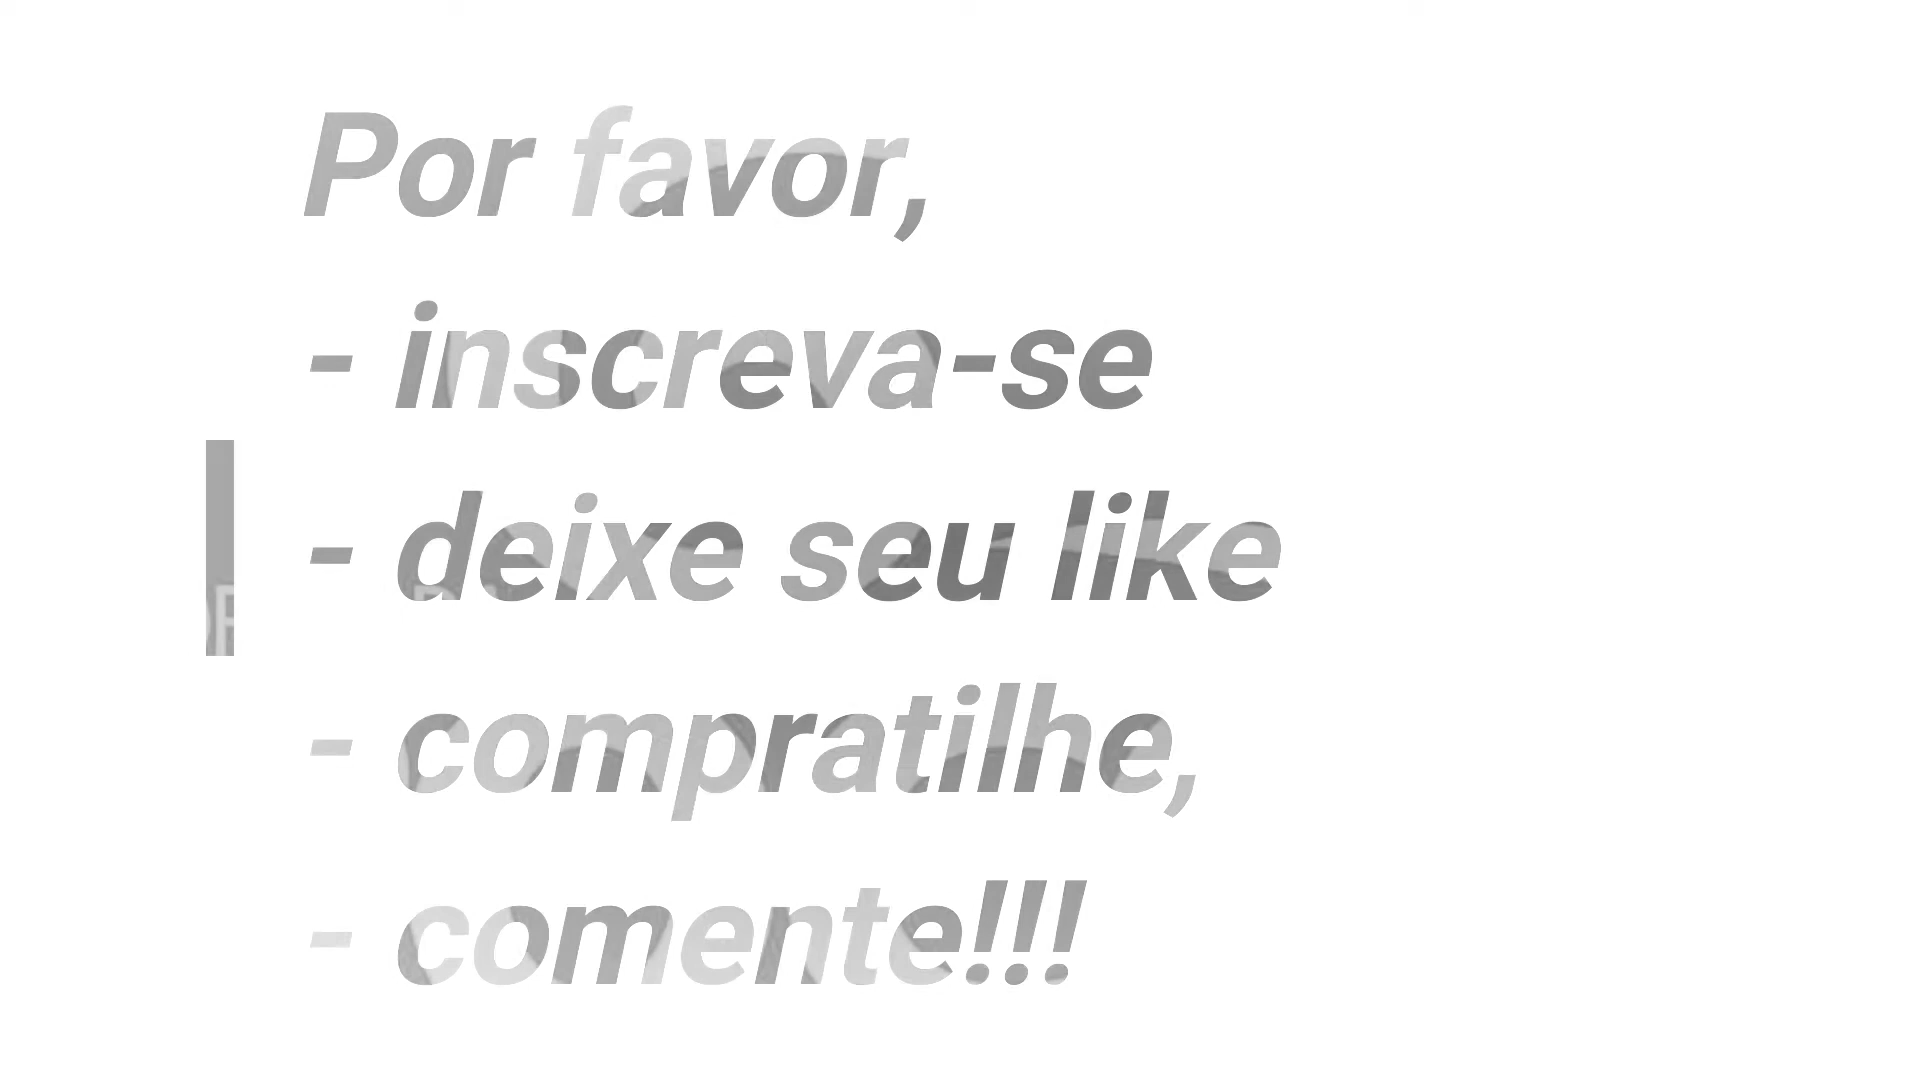 Por favor,
- inscreva-se
- deixe seu like
- compratilhe,
- comente!!!